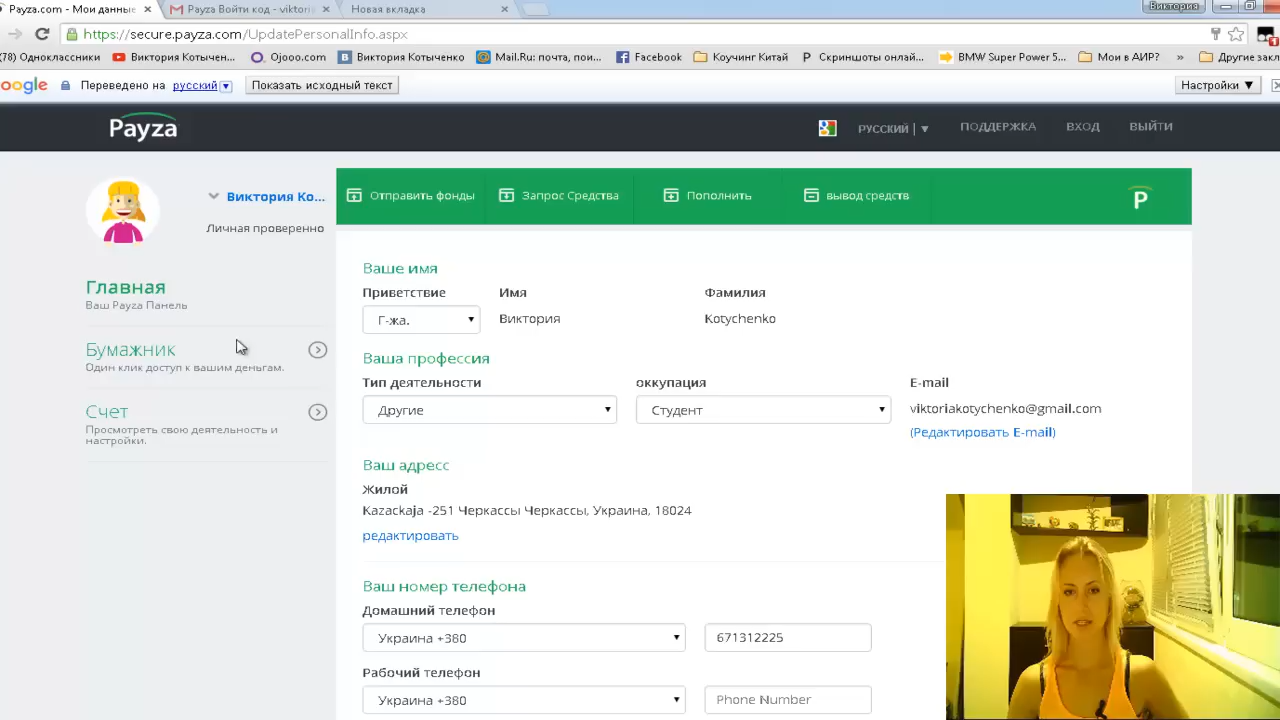 Payza.com - Мои данные
Payza Войти код - viktori
Новая вкладка
Виктория
https://secure.payza.com/UpdatePersonalInfo.aspx
(78) Одноклассники
Виктория Котычен...
Ojooo.com
Виктория Котыченко
Mail.Ru: почта, пои...
Facebook
Коучинг Китай
Скриншоты онлай...
BMW Super Power 5...
Мои в АИР?
»
Другие закл
oogle
Переведено на русский
Показать исходный текст
Настройки ▼
Payza
РУССКИЙ | ▼
ПОДДЕРЖКА
ВХОД
ВЫЙТИ
Виктория Ko...
Личная проверенно
Отправить фонды
Запрос Средства
Пополнить
вывод средств
P
Главная
Ваш Payza Панель
Бумажник
Один клик доступ к вашим деньгам.
Счет
Просмотреть свою деятельность и
настройки.
Ваше имя
Приветствие
Имя
Фамилия
Г-жа.
Виктория
Kotychenko
Ваша профессия
Тип деятельности
оккупация
E-mail
Другие
Студент
viktoriakotychenko@gmail.com
(Редактировать E-mail)
Ваш адресс
Жилой
Kazackaja -251 Черкассы Черкассы, Украина, 18024
редактировать
Ваш номер телефона
Домашний телефон
Украина +380
671312225
Рабочий телефон
Украина +380
Phone Number